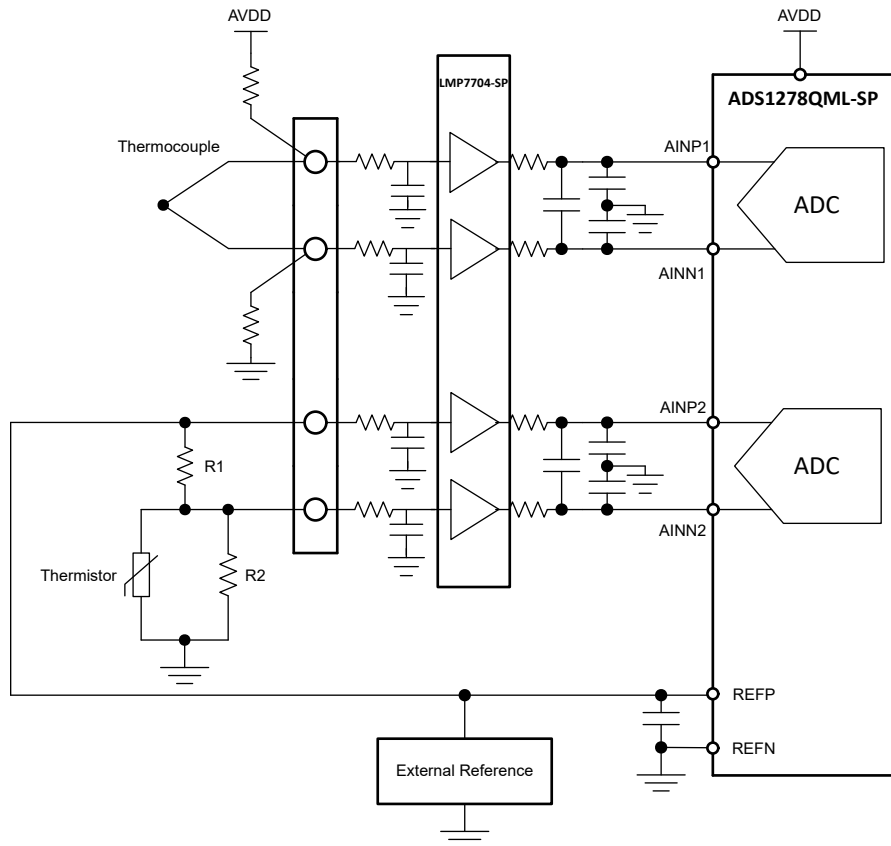 AVDD
AVDD
LMP7704-SP
ADS1278QML-SP
Thermocouple
AINP1
ADC
AINN1
AINP2
R1
ADC
AINN2
Thermistor
R2
REFP
REFN
External Reference